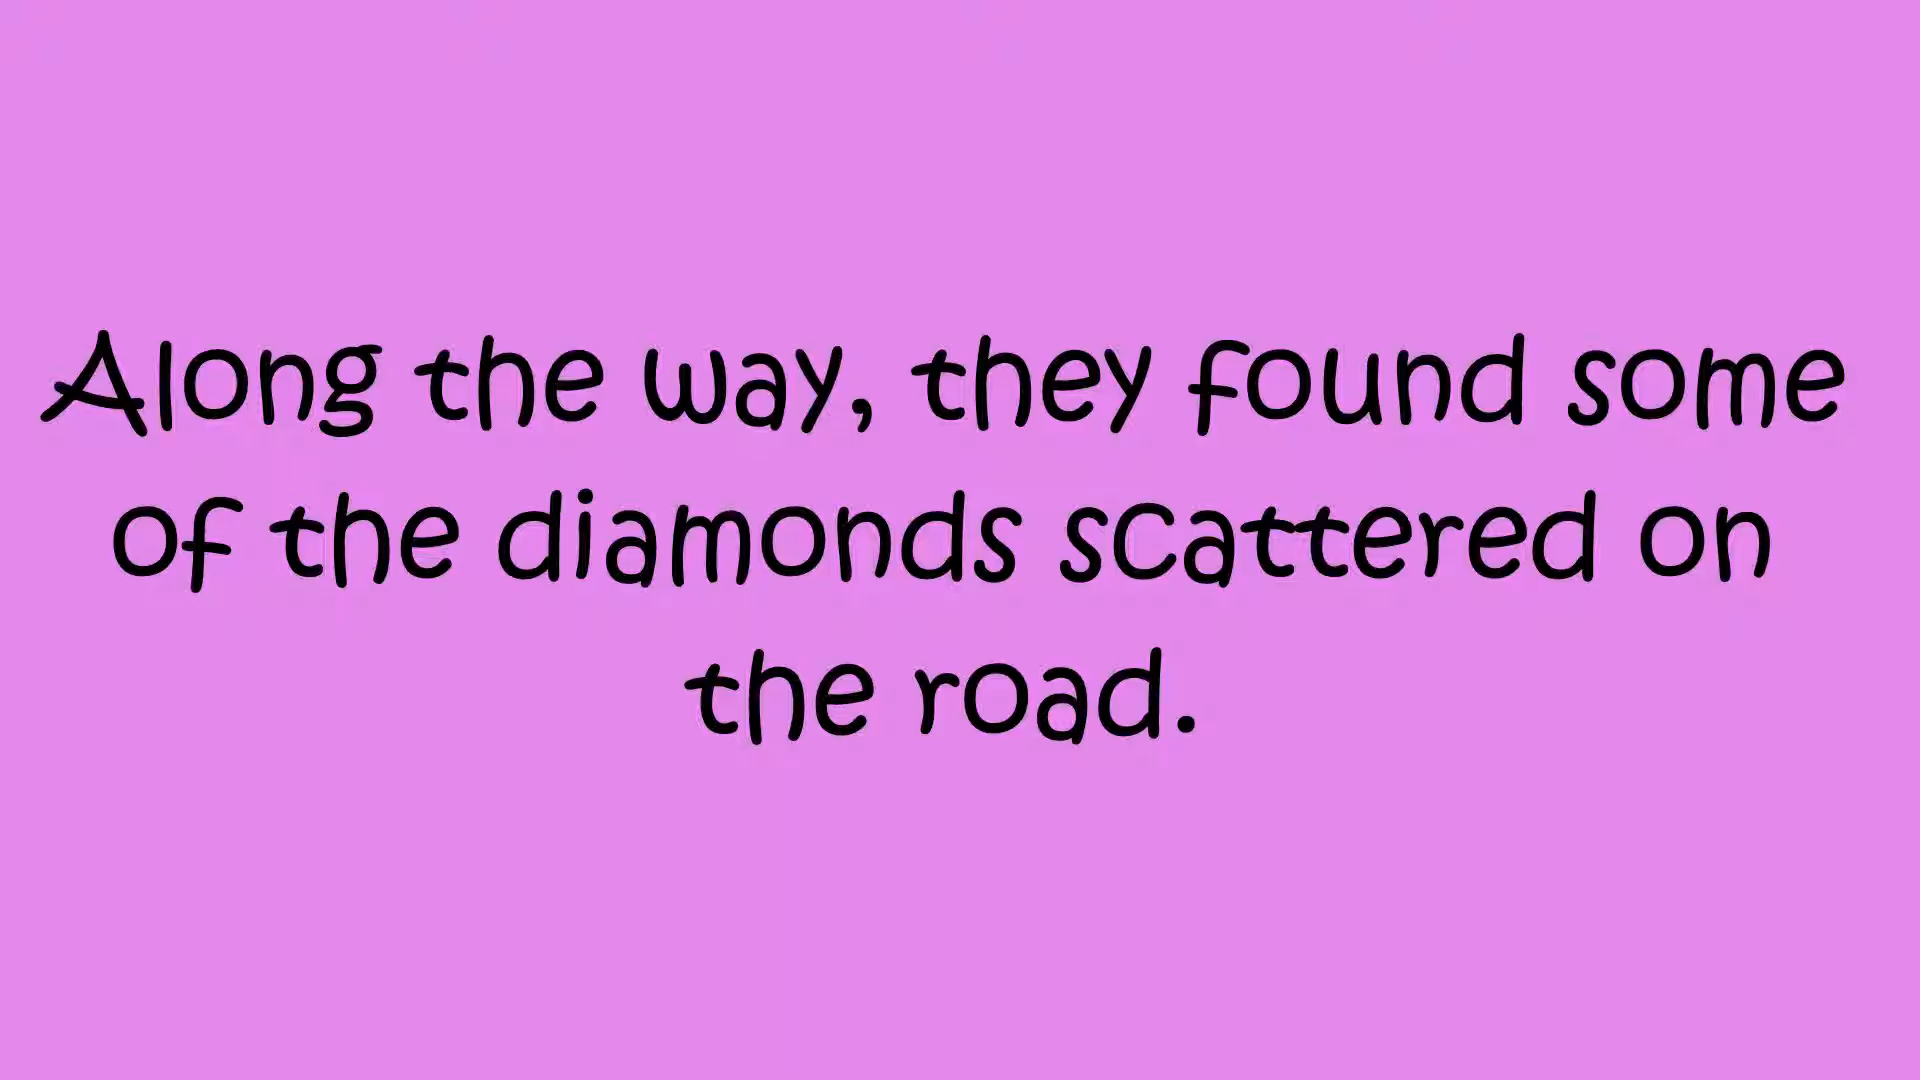 Along the way, they found some
of the diamonds scattered on
the road.